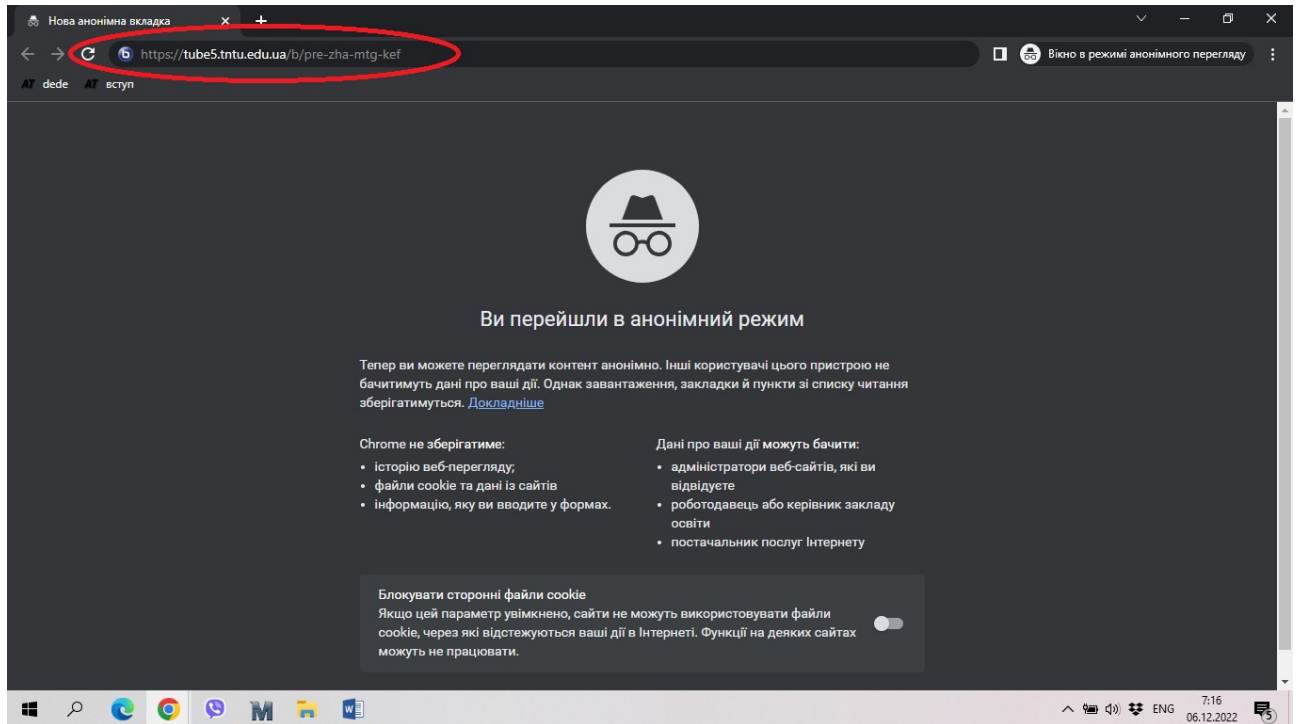 Нова анонімна вкладка
https://tube5.tntu.edu.ua/b/pre-zha-mtg-kef
Вікно в режимі анонімного перегляду
AT dede AT вступ
Ви перейшли в анонімний режим
Тепер ви можете переглядати контент анонімно. Інші користувачі цього пристрою не
бачитимуть дані про ваші дії. Однак завантаження, закладки й пункти зі списку читання
зберігатимуться. Докладніше
Chrome не зберігатиме:
• історію веб-перегляду;
• файли cookie та дані із сайтів
• інформацію, яку ви вводите у формах.
Дані про ваші дії можуть бачити:
• адміністратори веб-сайтів, які ви
відвідуєте
• роботодавець або керівник закладу
освіти
• постачальник послуг Інтернету
Блокувати сторонні файли cookie
Якщо цей параметр увімкнено, сайти не можуть використовувати файли
cookie, через які відстежуються ваші дії в Інтернеті. Функції на деяких сайтах
можуть не працювати.
ENG
7:16
06.12.2022
5